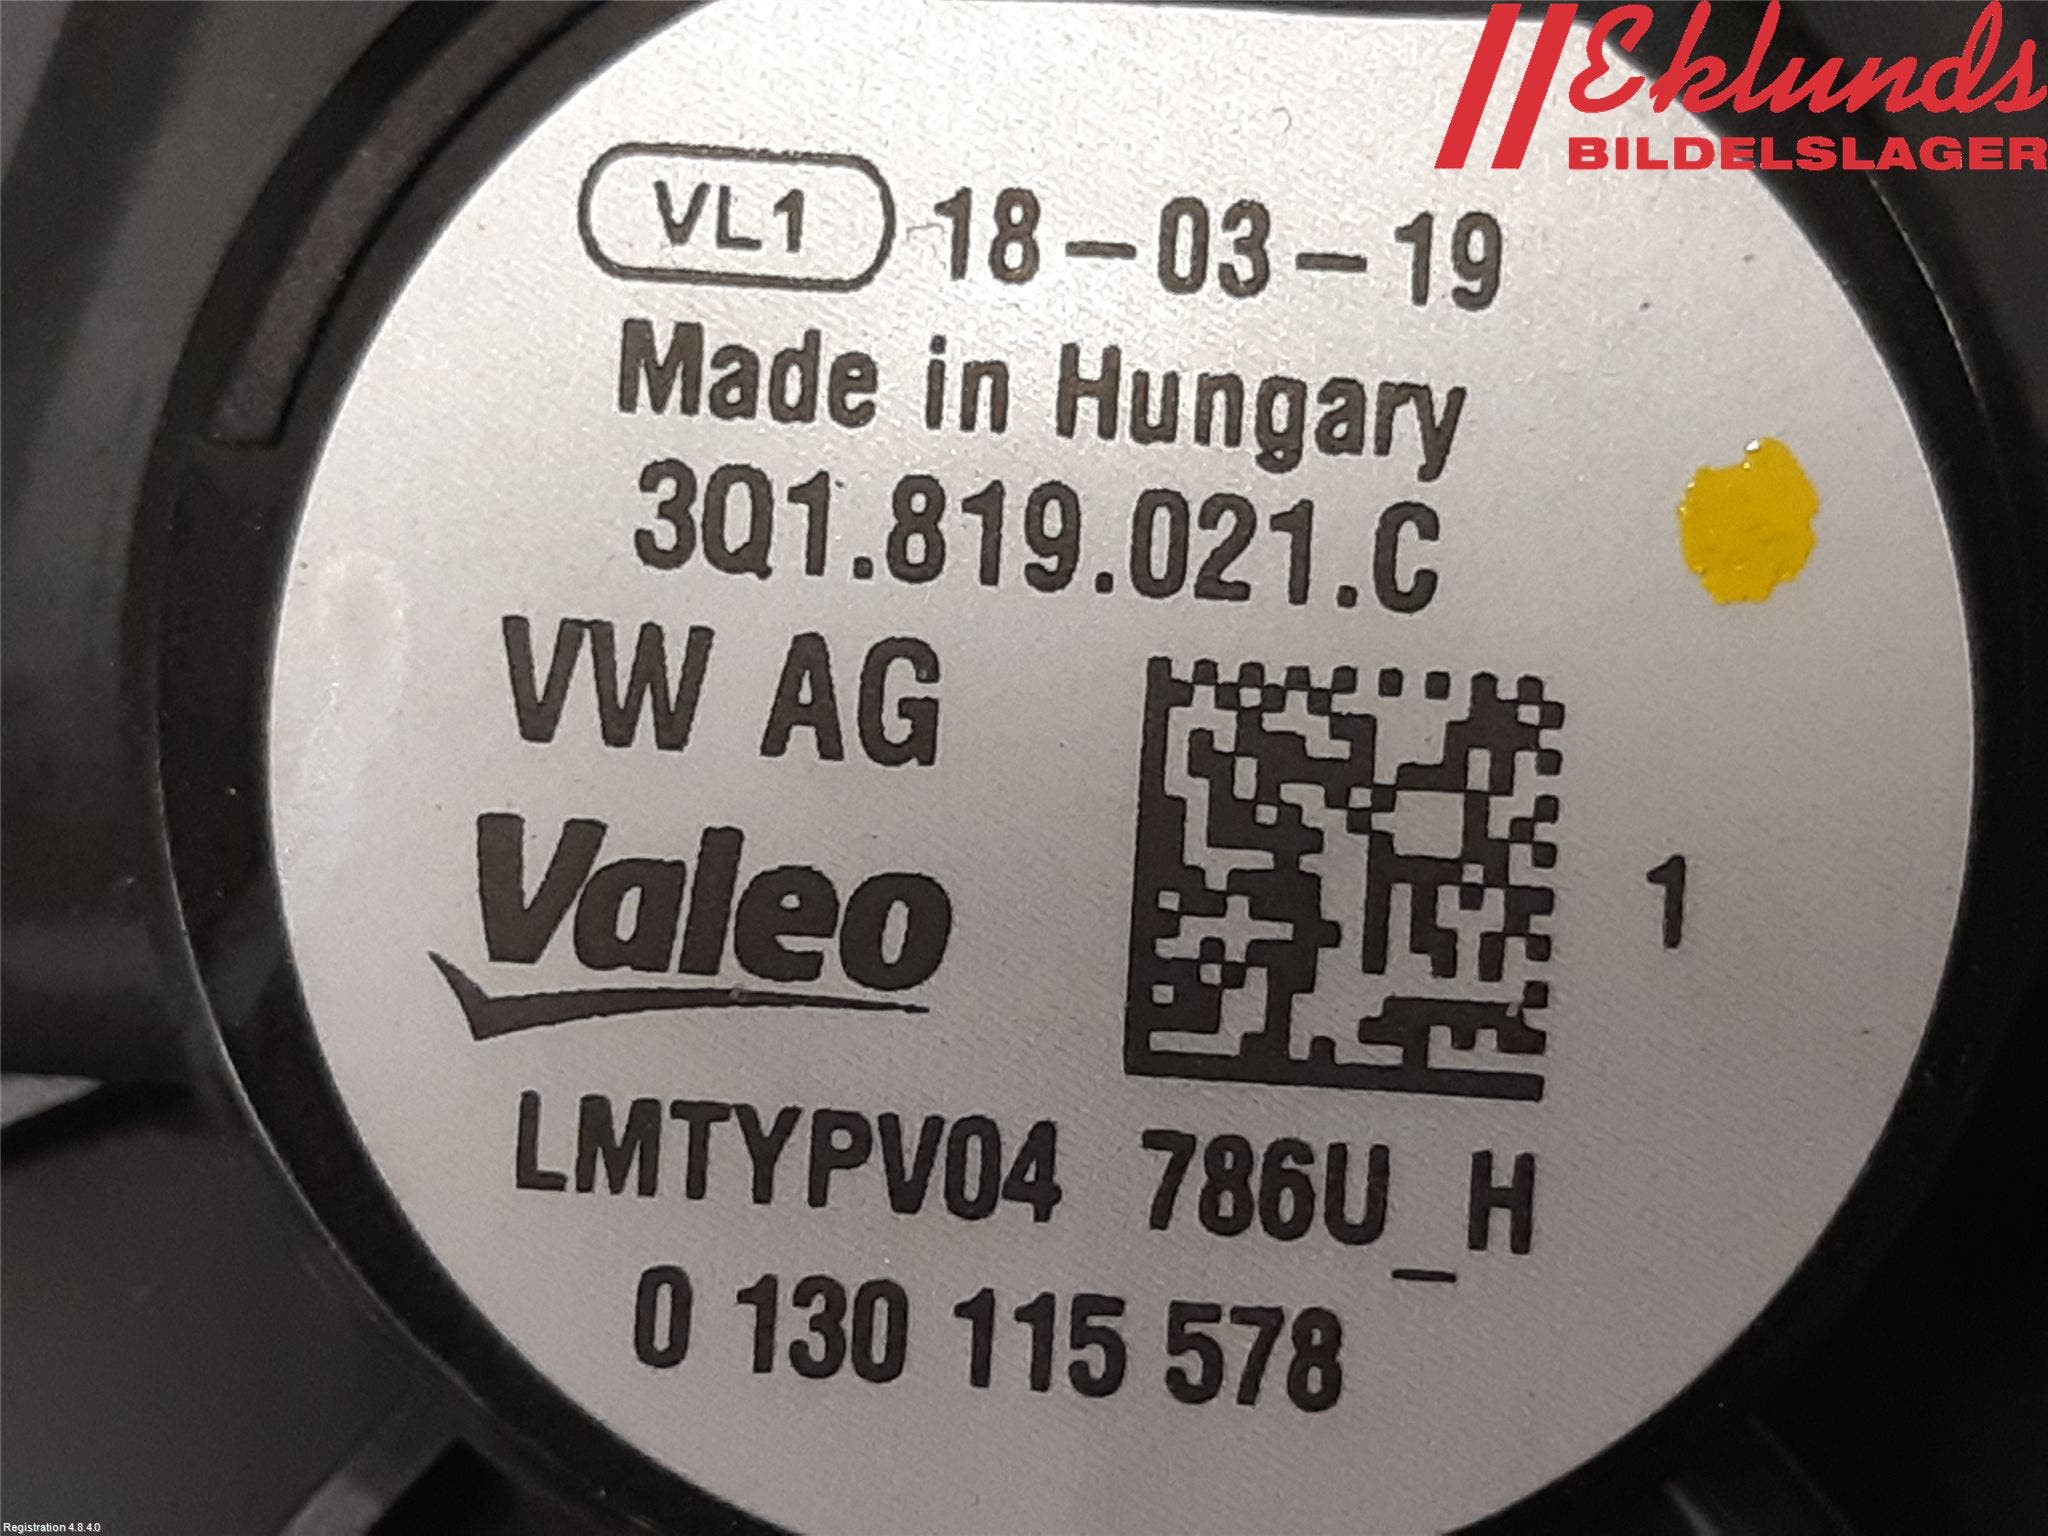 Eklunds
BILDELSLAGER
VL1 18-03-19
Made in Hungary
3Q1.819.021.C
VW AG
Valeo
1
LMTYPV04 786U_H
0 130 115 578
Registration 4.8.4.0